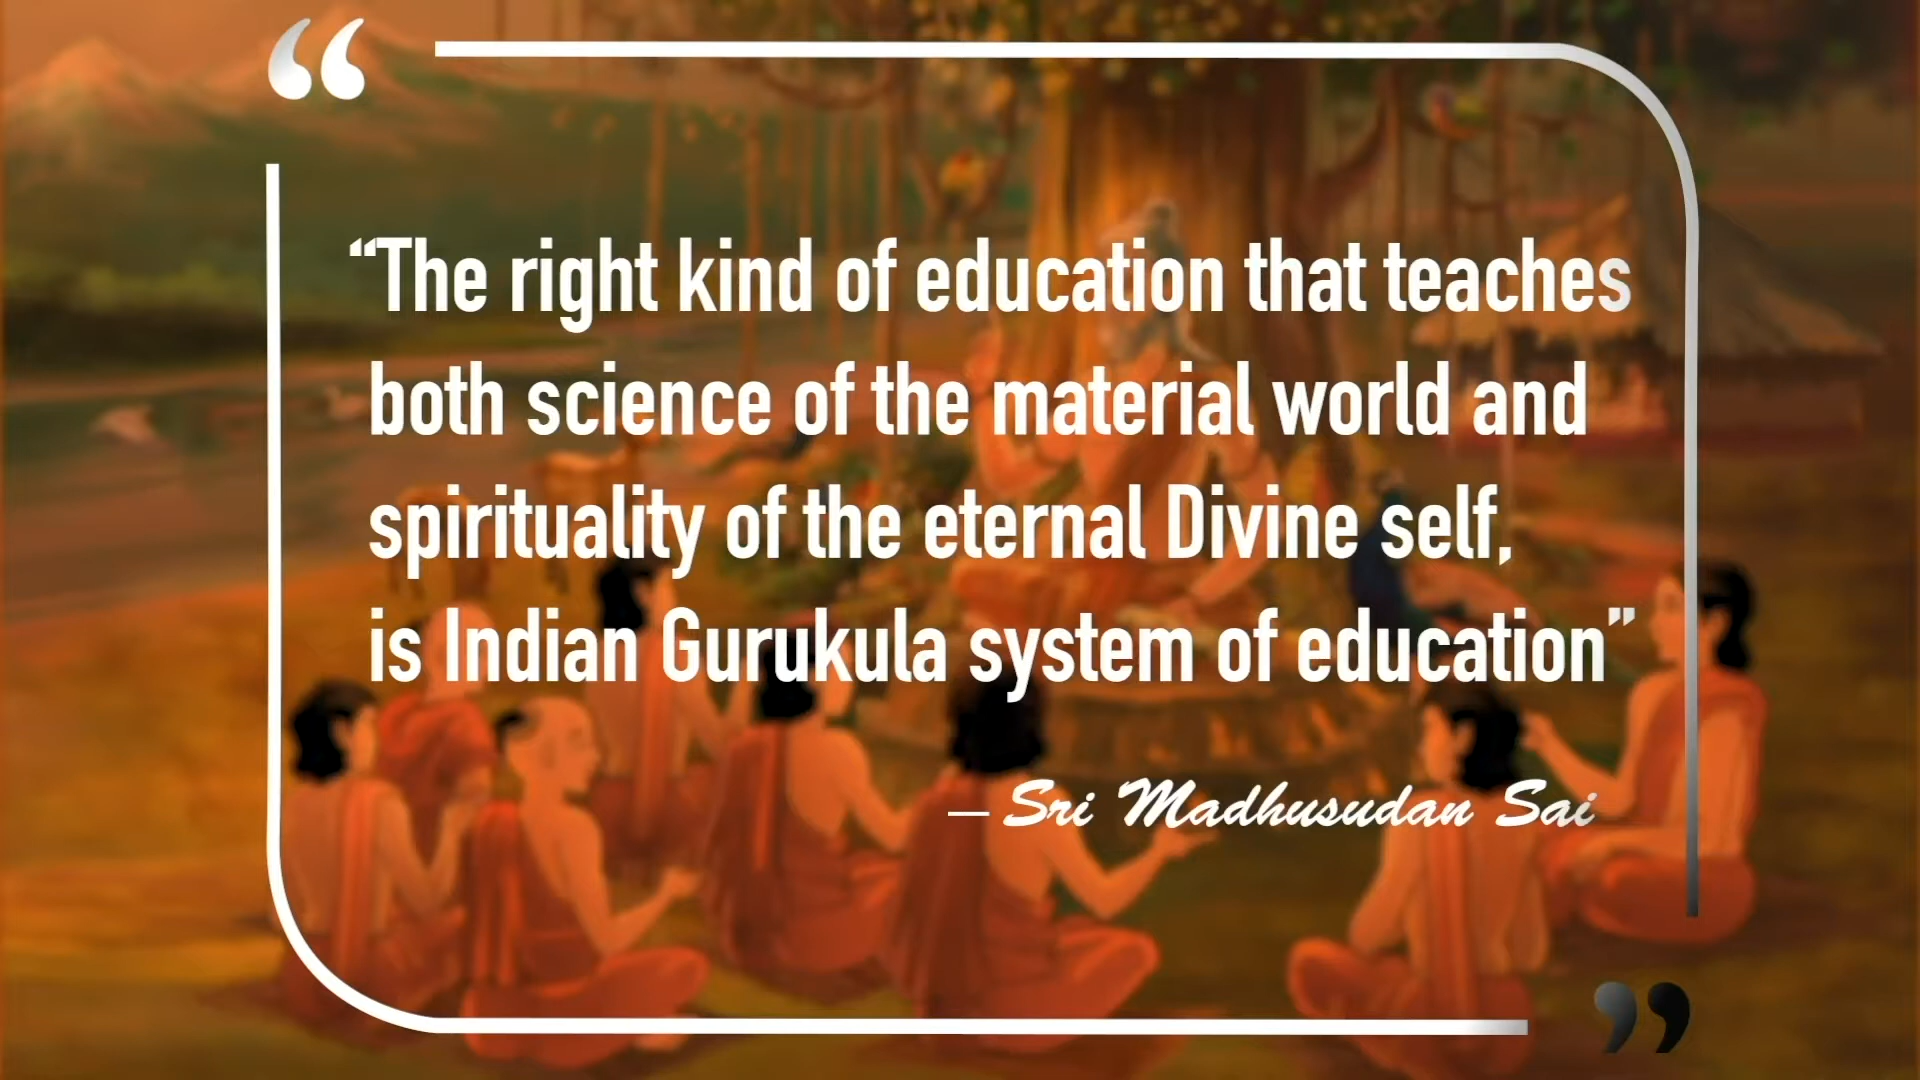 “The right kind of education that teaches
both science of the material world and
spirituality of the eternal Divine self,
is Indian Gurukula system of education”
— Sri Madhusudan Sai